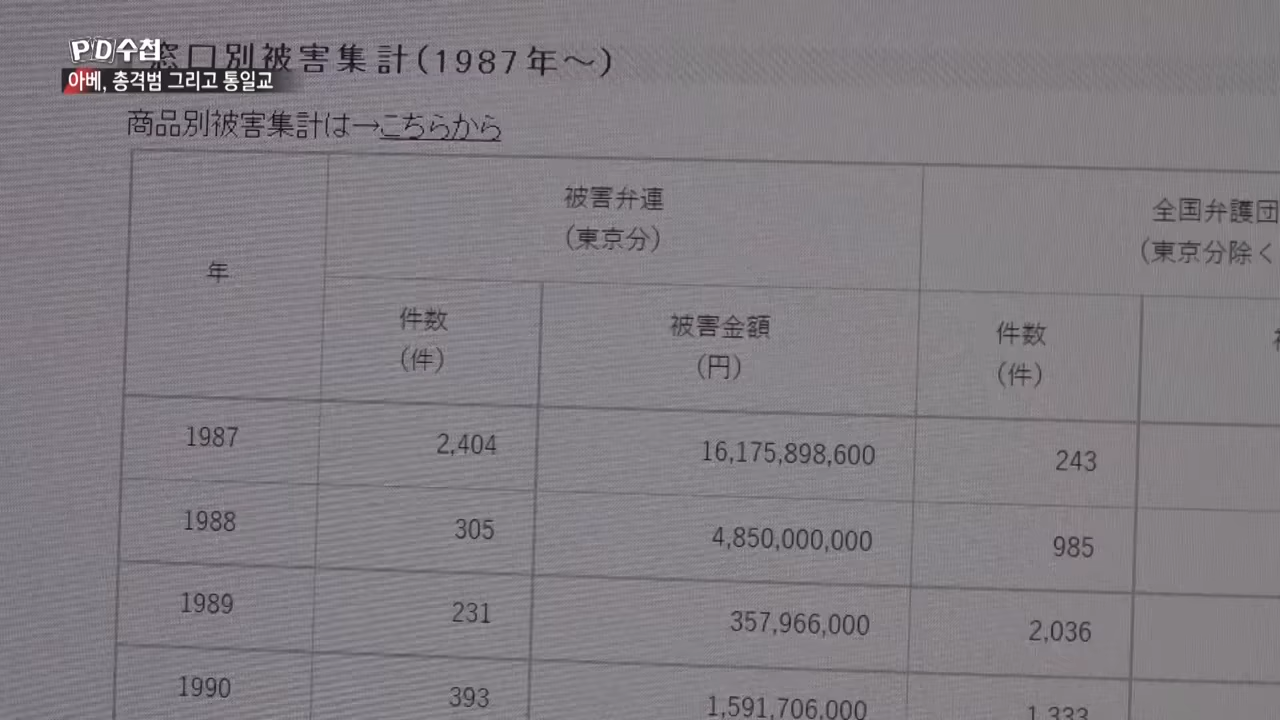 PD수첩
아베, 총격범 그리고 통일교
窓口別被害集計(1987年～)
商品別被害集計は→こちらから
年
被害弁連
(東京分)
全国弁護団
(東京分除く
件数
(件)
被害金額
(円)
件数
(件)
1987 2,404 16,175,898,600 243
1988 305 4,850,000,000 985
1989 231 357,966,000 2,036
1990 393 1,591,706,000 1,333